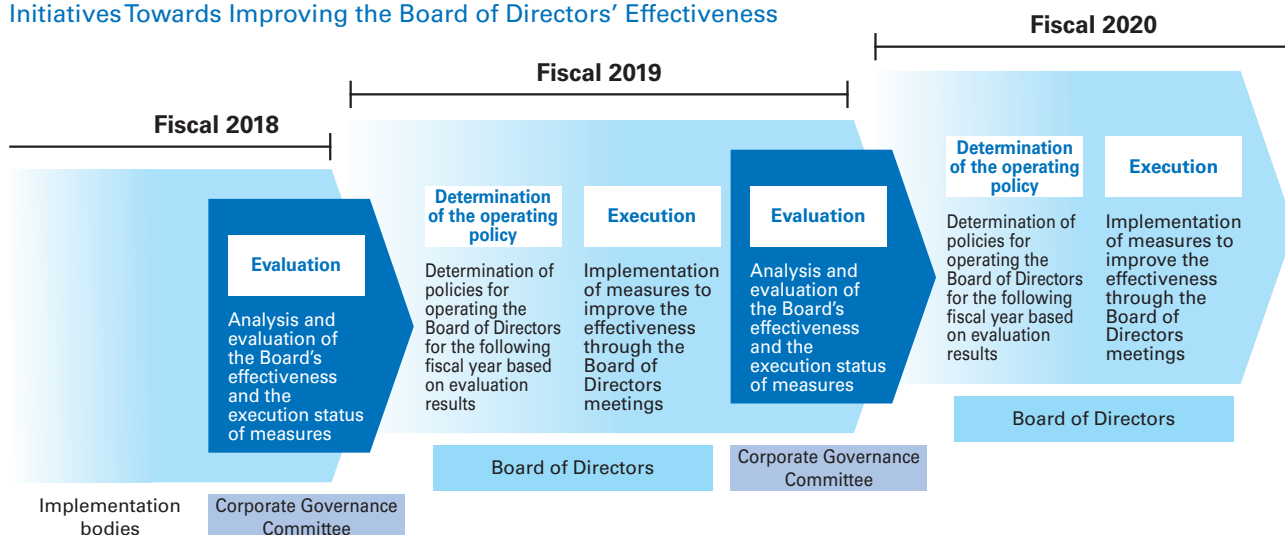 Initiatives Towards Improving the Board of Directors' Effectiveness
Fiscal 2018
Fiscal 2019
Fiscal 2020
Evaluation
Analysis and
evaluation of
the Board's
effectiveness
and the
execution status
of measures
Determination
of the operating
policy
Determination of
policies for
operating the
Board of Directors
for the following
fiscal year based
on evaluation
results
Execution
Implementation
of measures to
improve the
effectiveness
through the
Board of
Directors
meetings
Evaluation
Analysis and
evaluation of
the Board's
effectiveness
and the
execution status
of measures
Determination
of the operating
policy
Determination of
policies for
operating the
Board of Directors
for the following
fiscal year based
on evaluation
results
Execution
Implementation
of measures to
improve the
effectiveness
through the
Board of
Directors
meetings
Implementation
bodies
Corporate Governance
Committee
Board of Directors
Corporate Governance
Committee
Board of Directors